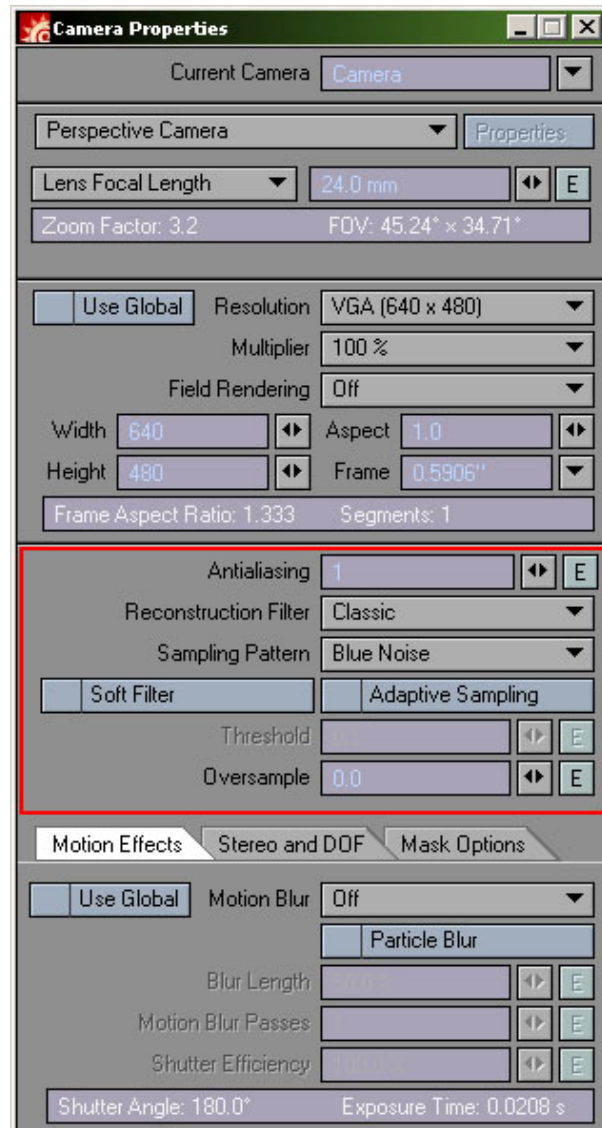 Camera Properties
Current Camera Camera
Perspective Camera Properties
Lens Focal Length 24.0 mm E
Zoom Factor: 3.2 FOV: 45.24° × 34.71°
Use Global Resolution VGA (640 x 480)
Multiplier 100 %
Field Rendering Off
Width 640 Aspect 1.0
Height 480 Frame 0.5906"
Frame Aspect Ratio: 1.333 Segments: 1
Antialiasing 1 E
Reconstruction Filter Classic
Sampling Pattern Blue Noise
Soft Filter Adaptive Sampling
Threshold E
Oversample 0.0 E
Motion Effects Stereo and DOF Mask Options
Use Global Motion Blur Off
Particle Blur
Blur Length E
Motion Blur Passes E
Shutter Efficiency E
Shutter Angle: 180.0° Exposure Time: 0.0208 s